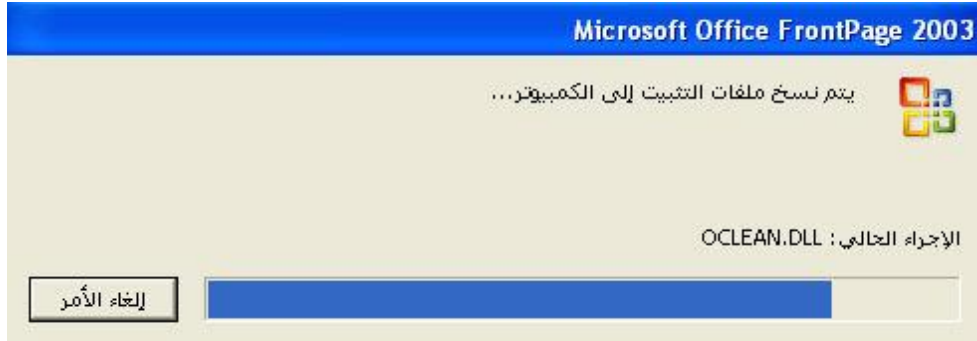 Microsoft Office FrontPage 2003
يتم نسخ ملفات التثبيت إلى الكمبيوتر...
الإجراء الحالي: OCLEAN.DLL
إلغاء الأمر